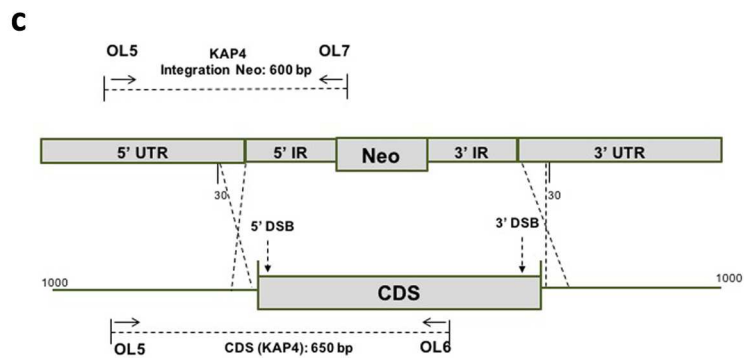 c
OL5 KAP4 OL7
Integration Neo: 600 bp
5’ UTR 5’ IR Neo 3’ IR 3’ UTR
30 30
5’ DSB 3’ DSB
1000 1000
CDS
OL5 CDS (KAP4): 650 bp OL6